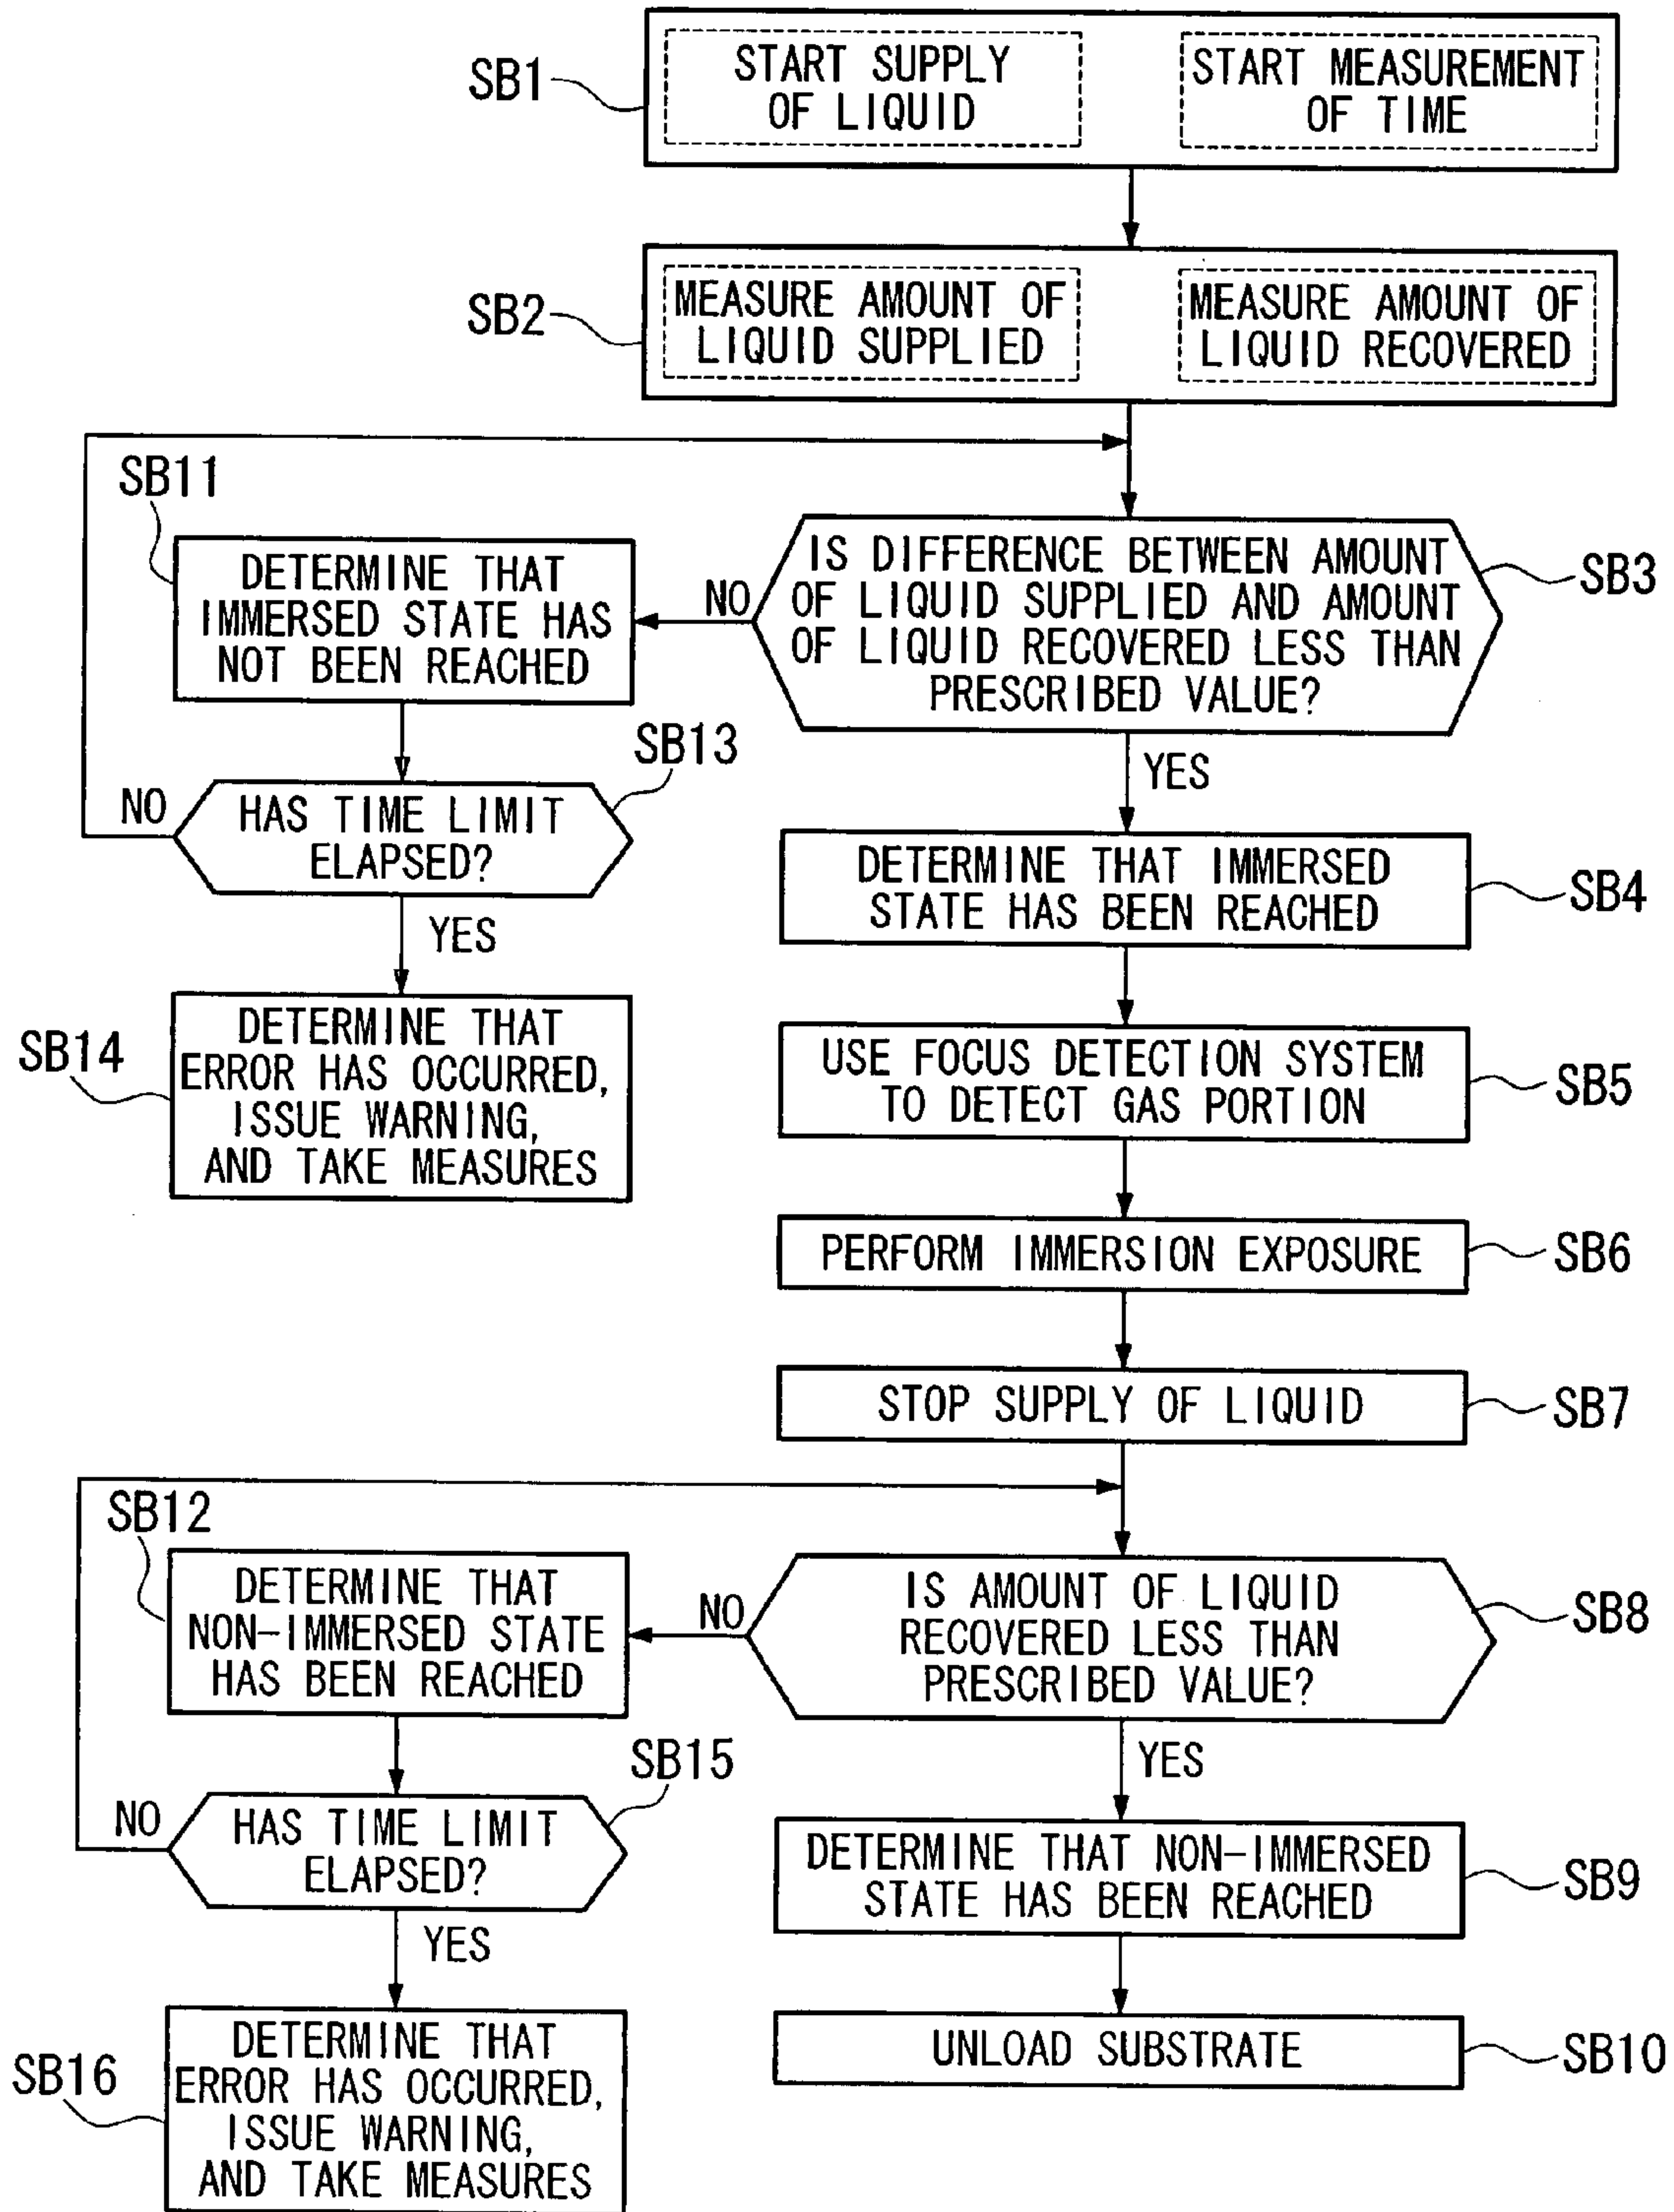 SB1
START SUPPLY
OF LIQUID
START MEASUREMENT
OF TIME
SB2
MEASURE AMOUNT OF
LIQUID SUPPLIED
MEASURE AMOUNT OF
LIQUID RECOVERED
SB3
IS DIFFERENCE BETWEEN AMOUNT
OF LIQUID SUPPLIED AND AMOUNT
OF LIQUID RECOVERED LESS THAN
PRESCRIBED VALUE?
NO
SB11
DETERMINE THAT
IMMERSED STATE HAS
NOT BEEN REACHED
SB13
HAS TIME LIMIT
ELAPSED?
NO
YES
SB14
DETERMINE THAT
ERROR HAS OCCURRED,
ISSUE WARNING,
AND TAKE MEASURES
YES
DETERMINE THAT IMMERSED
STATE HAS BEEN REACHED
SB4
USE FOCUS DETECTION SYSTEM
TO DETECT GAS PORTION
SB5
PERFORM IMMERSION EXPOSURE
SB6
STOP SUPPLY OF LIQUID
SB7
IS AMOUNT OF LIQUID
RECOVERED LESS THAN
PRESCRIBED VALUE?
SB8
NO
SB12
DETERMINE THAT
NON-IMMERSED STATE
HAS BEEN REACHED
SB15
HAS TIME LIMIT
ELAPSED?
NO
YES
SB16
DETERMINE THAT
ERROR HAS OCCURRED,
ISSUE WARNING,
AND TAKE MEASURES
YES
DETERMINE THAT NON-IMMERSED
STATE HAS BEEN REACHED
SB9
UNLOAD SUBSTRATE
SB10